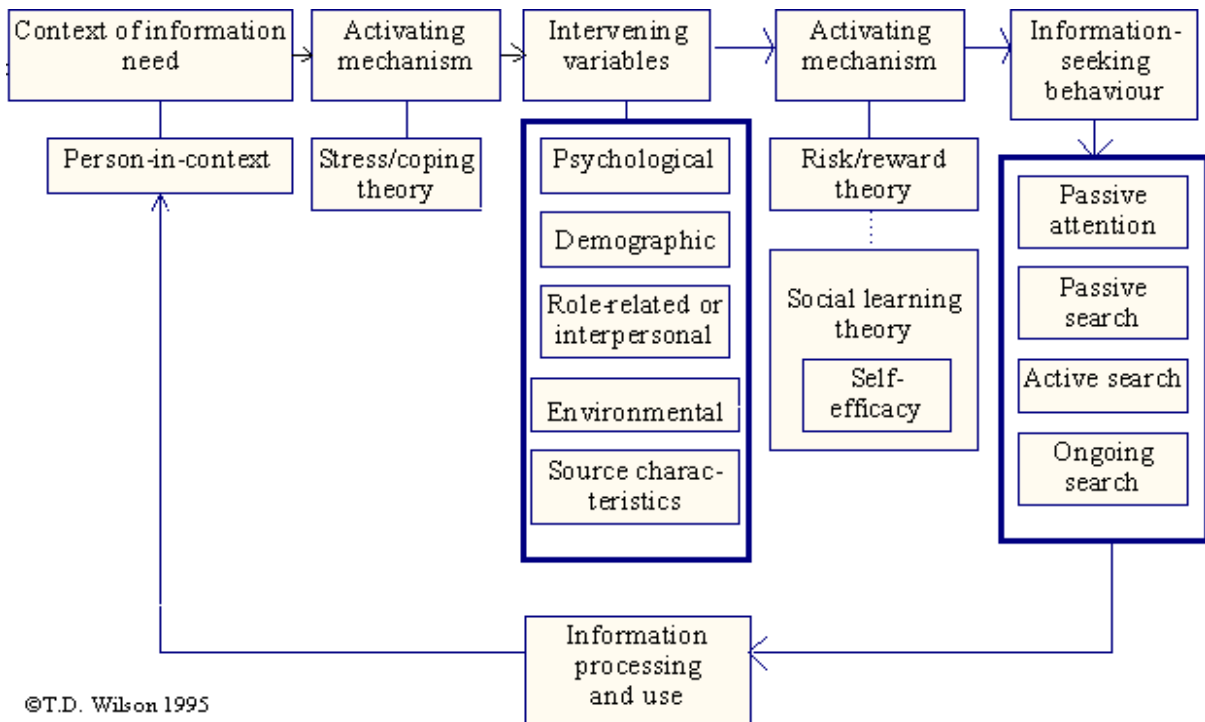 Context of information
need
Activating
mechanism
Intervening
variables
Activating
mechanism
Information-
seeking
behaviour
Person-in-context
Stress/coping
theory
Psychological
Demographic
Role-related or
interpersonal
Environmental
Source charac-
teristics
Risk/reward
theory
Social learning
theory
Self-
efficacy
Passive
attention
Passive
search
Active search
Ongoing
search
Information
processing
and use
©T.D. Wilson 1995